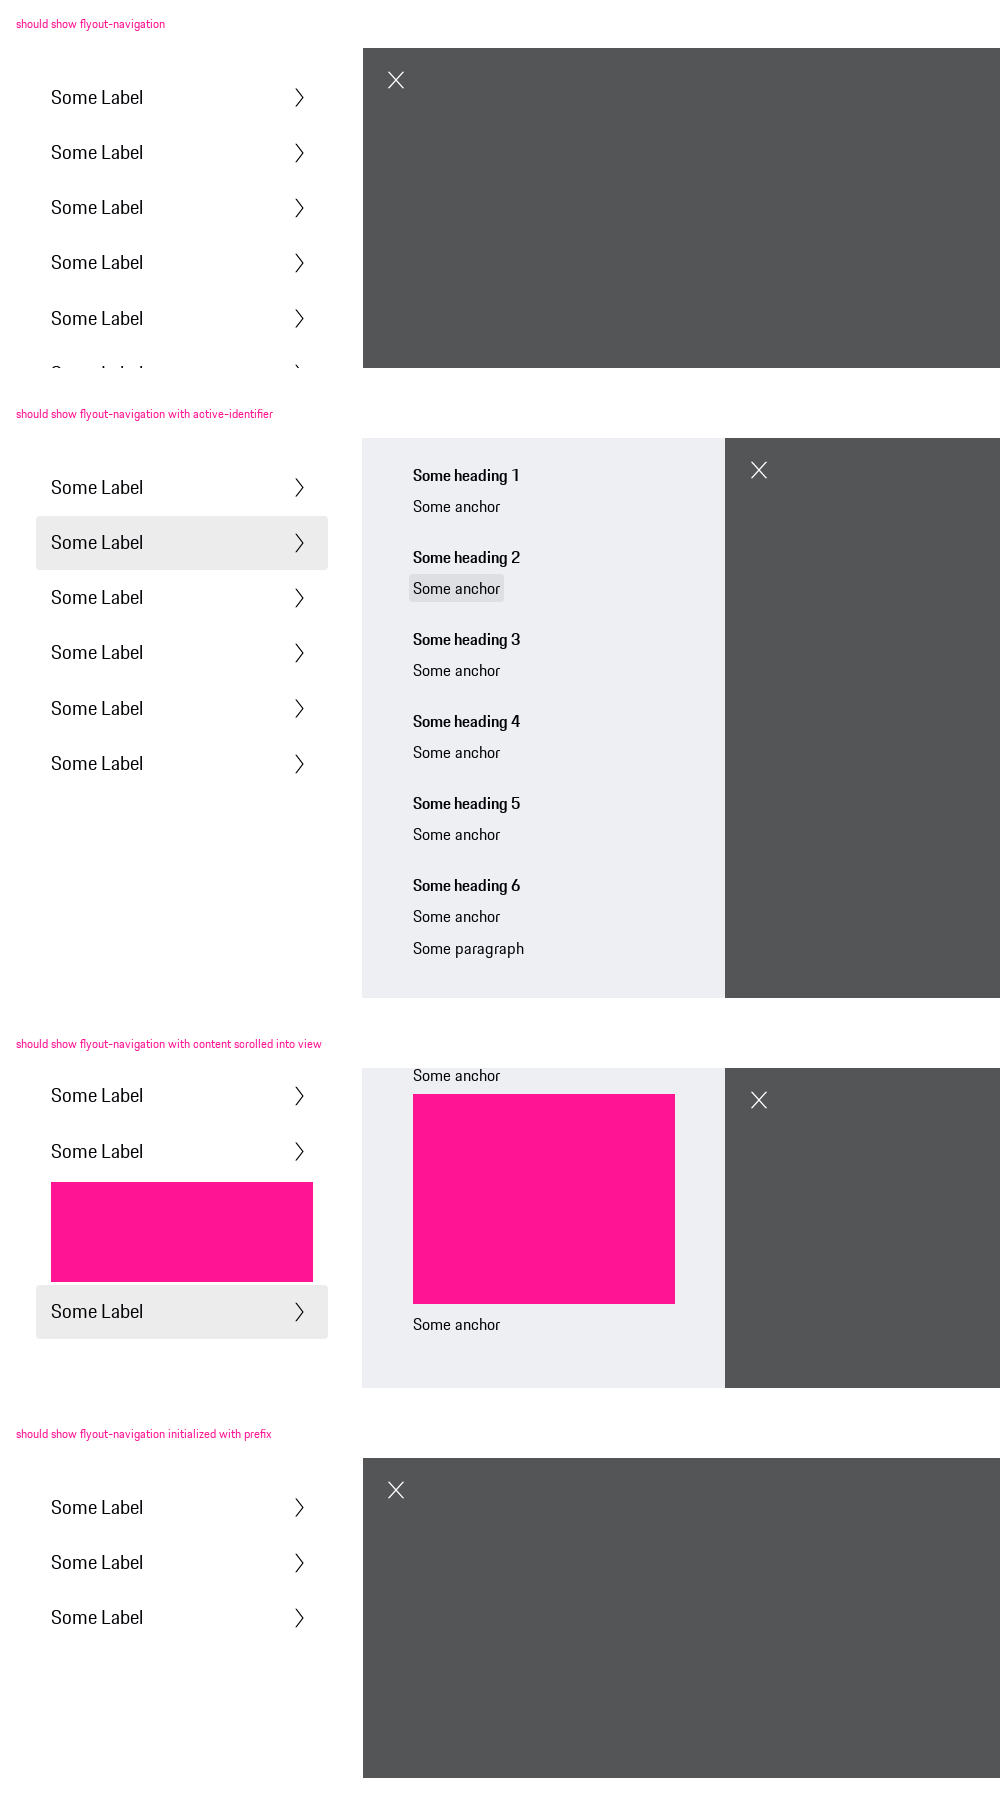 should show flyout-navigation
Some Label
Some Label
Some Label
Some Label
Some Label
should show flyout-navigation with active-identifier
Some Label
Some Label
Some Label
Some Label
Some Label
Some Label
Some heading 1
Some anchor
Some heading 2
Some anchor
Some heading 3
Some anchor
Some heading 4
Some anchor
Some heading 5
Some anchor
Some heading 6
Some anchor
Some paragraph
should show flyout-navigation with content scrolled into view
Some Label
Some Label
Some Label
Some anchor
Some anchor
should show flyout-navigation initialized with prefix
Some Label
Some Label
Some Label